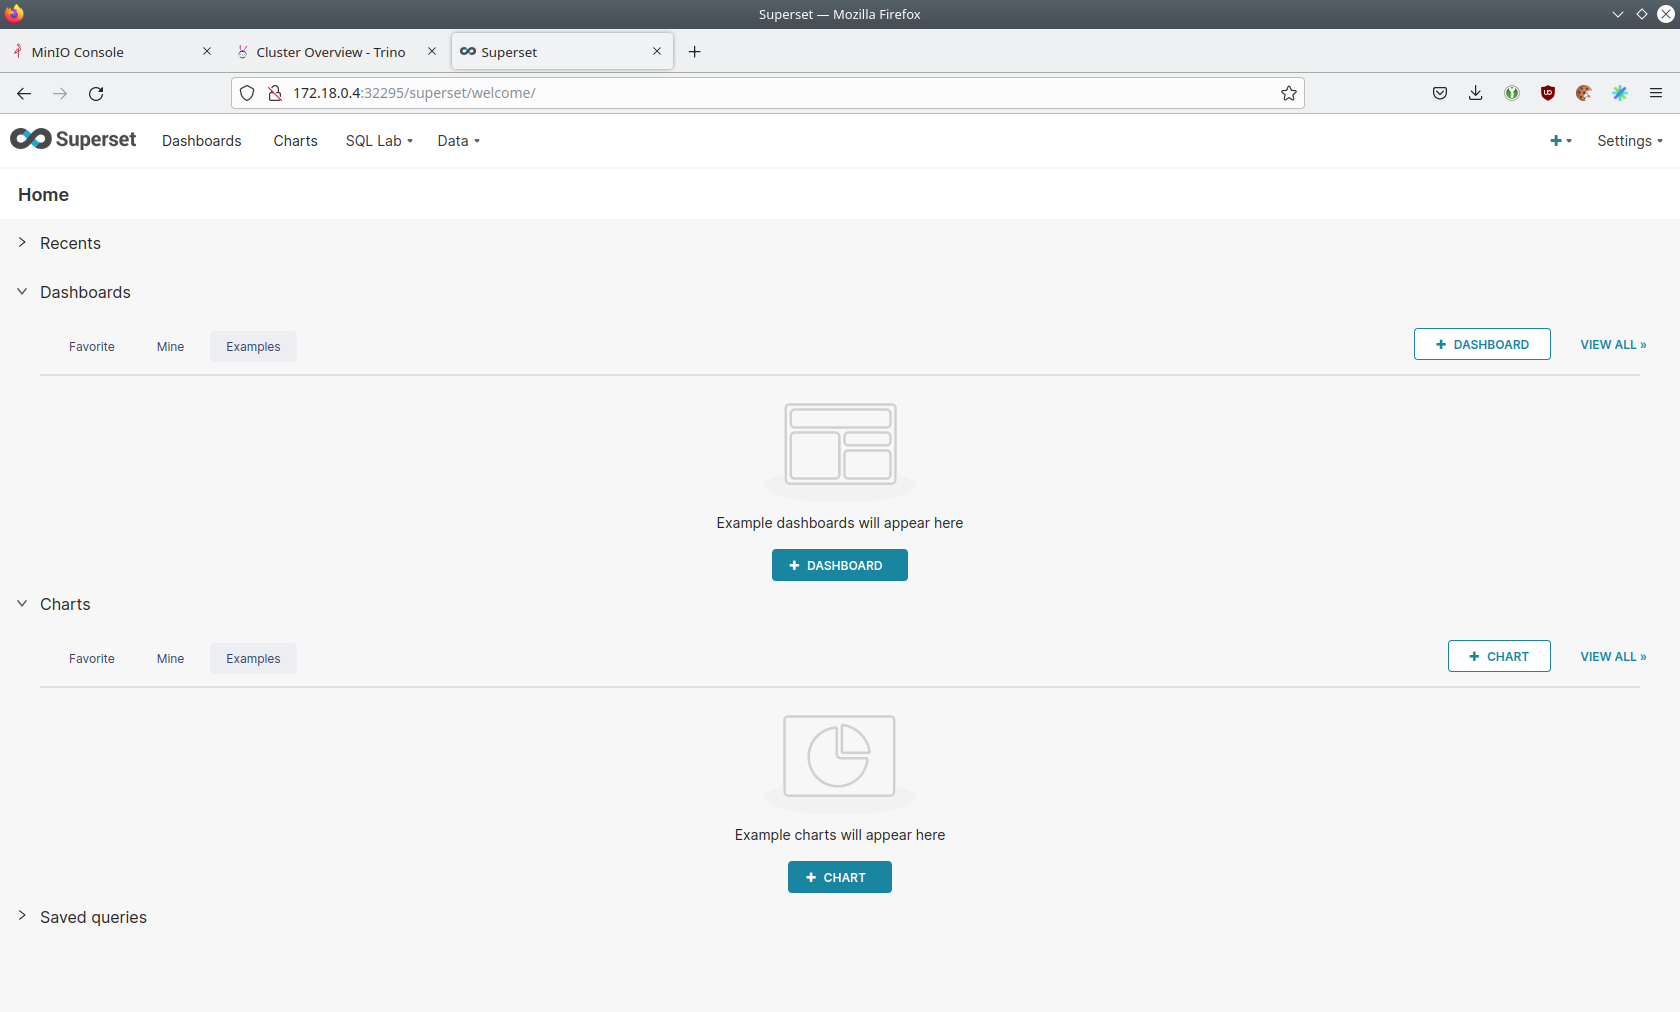 Superset — Mozilla Firefox
MinIO Console
Cluster Overview - Trino
Superset
172.18.0.4:32295/superset/welcome/
Superset
Dashboards
Charts
SQL Lab
Data
Settings
Home
Recents
Dashboards
Favorite
Mine
Examples
+ DASHBOARD
VIEW ALL »
Example dashboards will appear here
+ DASHBOARD
Charts
Favorite
Mine
Examples
+ CHART
VIEW ALL »
Example charts will appear here
+ CHART
Saved queries